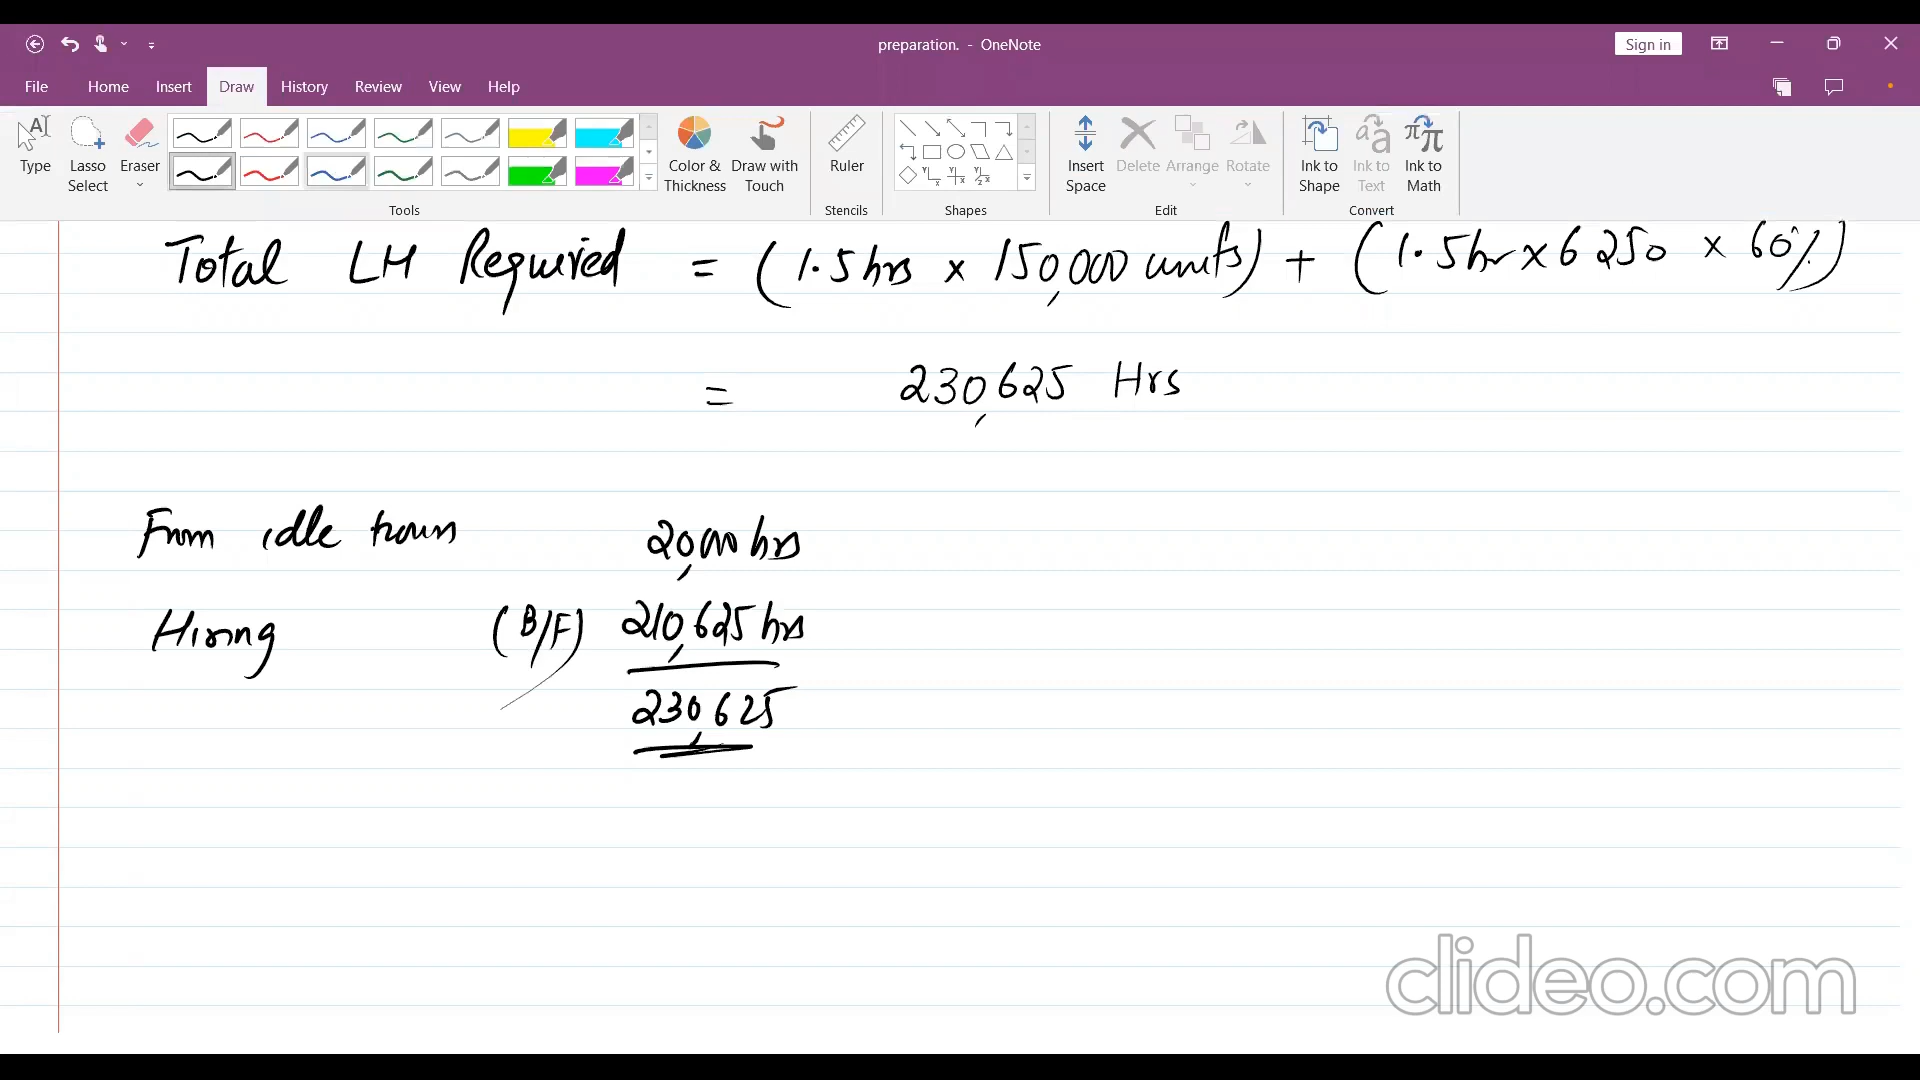 preparation. - OneNote
Sign in
File Home Insert Draw History Review View Help
Type
Lasso Select
Eraser
Color & Thickness
Draw with Touch
Ruler
Insert Space
Delete
Arrange
Rotate
Ink to Shape
Ink to Text
Ink to Math
Tools
Stencils
Shapes
Edit
Convert
Total LH Required = (1.5hrs × 150,000 units) + (1.5hr × 6250 × 60%)
= 230,625 Hrs
From idle hours 20,000 hrs
Hiring (B/F) 210,625 hrs
230,625
clideo.com